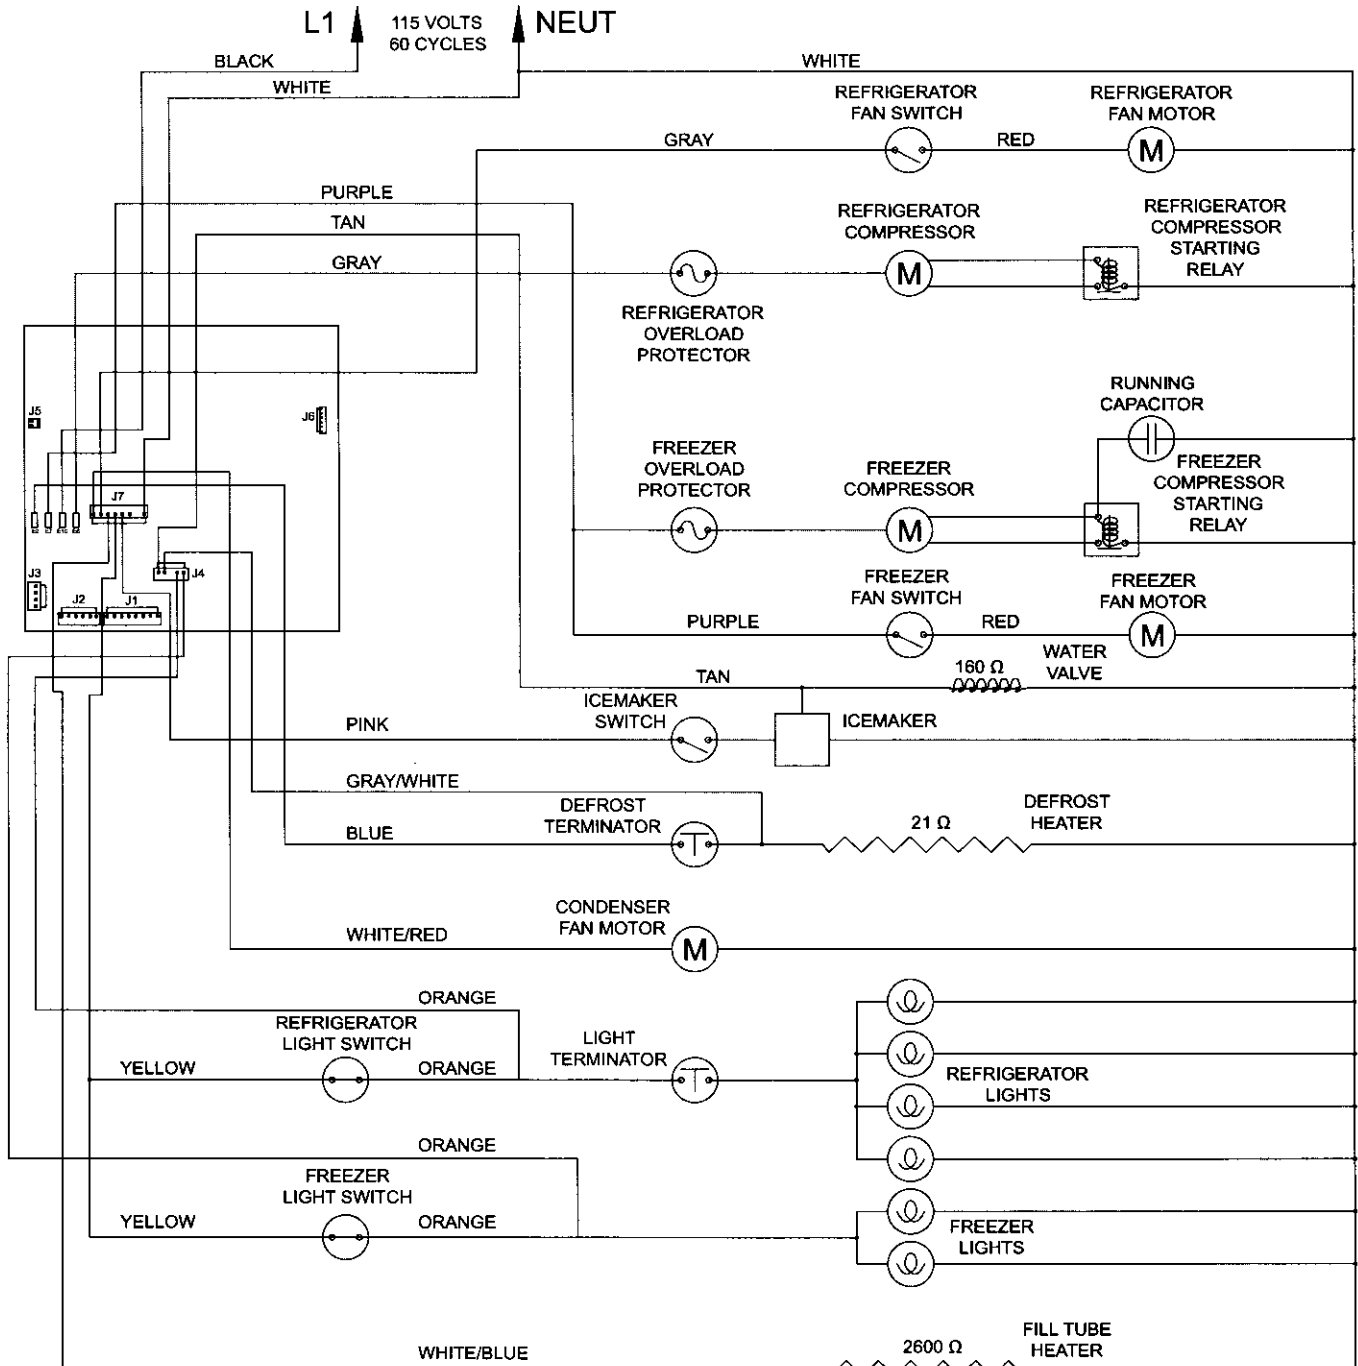 L1
115 VOLTS
60 CYCLES
NEUT
BLACK
WHITE
WHITE
REFRIGERATOR
FAN SWITCH
REFRIGERATOR
FAN MOTOR
GRAY
RED
M
PURPLE
TAN
GRAY
REFRIGERATOR
COMPRESSOR
REFRIGERATOR
COMPRESSOR
STARTING
RELAY
M
REFRIGERATOR
OVERLOAD
PROTECTOR
J5
J6
RUNNING
CAPACITOR
FREEZER
OVERLOAD
PROTECTOR
FREEZER
COMPRESSOR
FREEZER
COMPRESSOR
STARTING
RELAY
M
J7
J3
J4
J2
J1
FREEZER
FAN SWITCH
FREEZER
FAN MOTOR
PURPLE
RED
M
WATER
VALVE
160 Ω
TAN
ICEMAKER
SWITCH
PINK
ICEMAKER
GRAY/WHITE
DEFROST
TERMINATOR
BLUE
21 Ω
DEFROST
HEATER
CONDENSER
FAN MOTOR
WHITE/RED
M
ORANGE
REFRIGERATOR
LIGHT SWITCH
LIGHT
TERMINATOR
YELLOW
ORANGE
REFRIGERATOR
LIGHTS
ORANGE
FREEZER
LIGHT SWITCH
YELLOW
ORANGE
FREEZER
LIGHTS
WHITE/BLUE
2600 Ω
FILL TUBE
HEATER